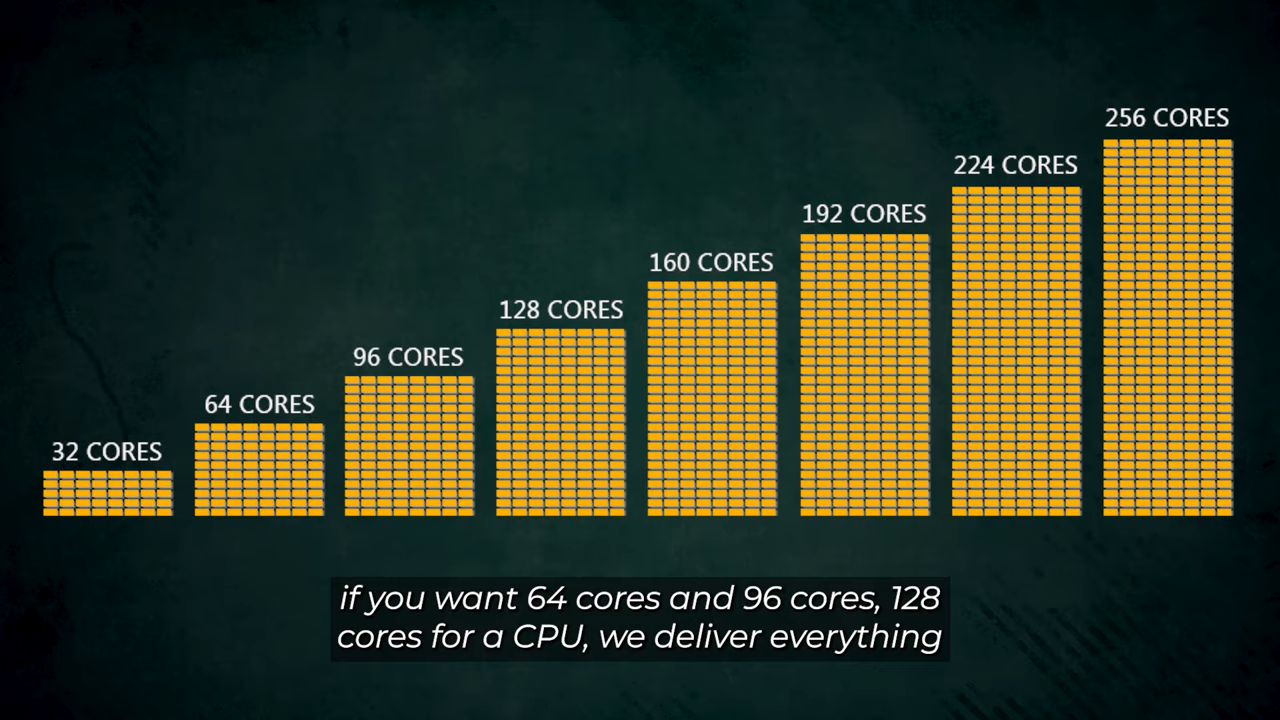 256 CORES
224 CORES
192 CORES
160 CORES
128 CORES
96 CORES
64 CORES
32 CORES
if you want 64 cores and 96 cores, 128
cores for a CPU, we deliver everything